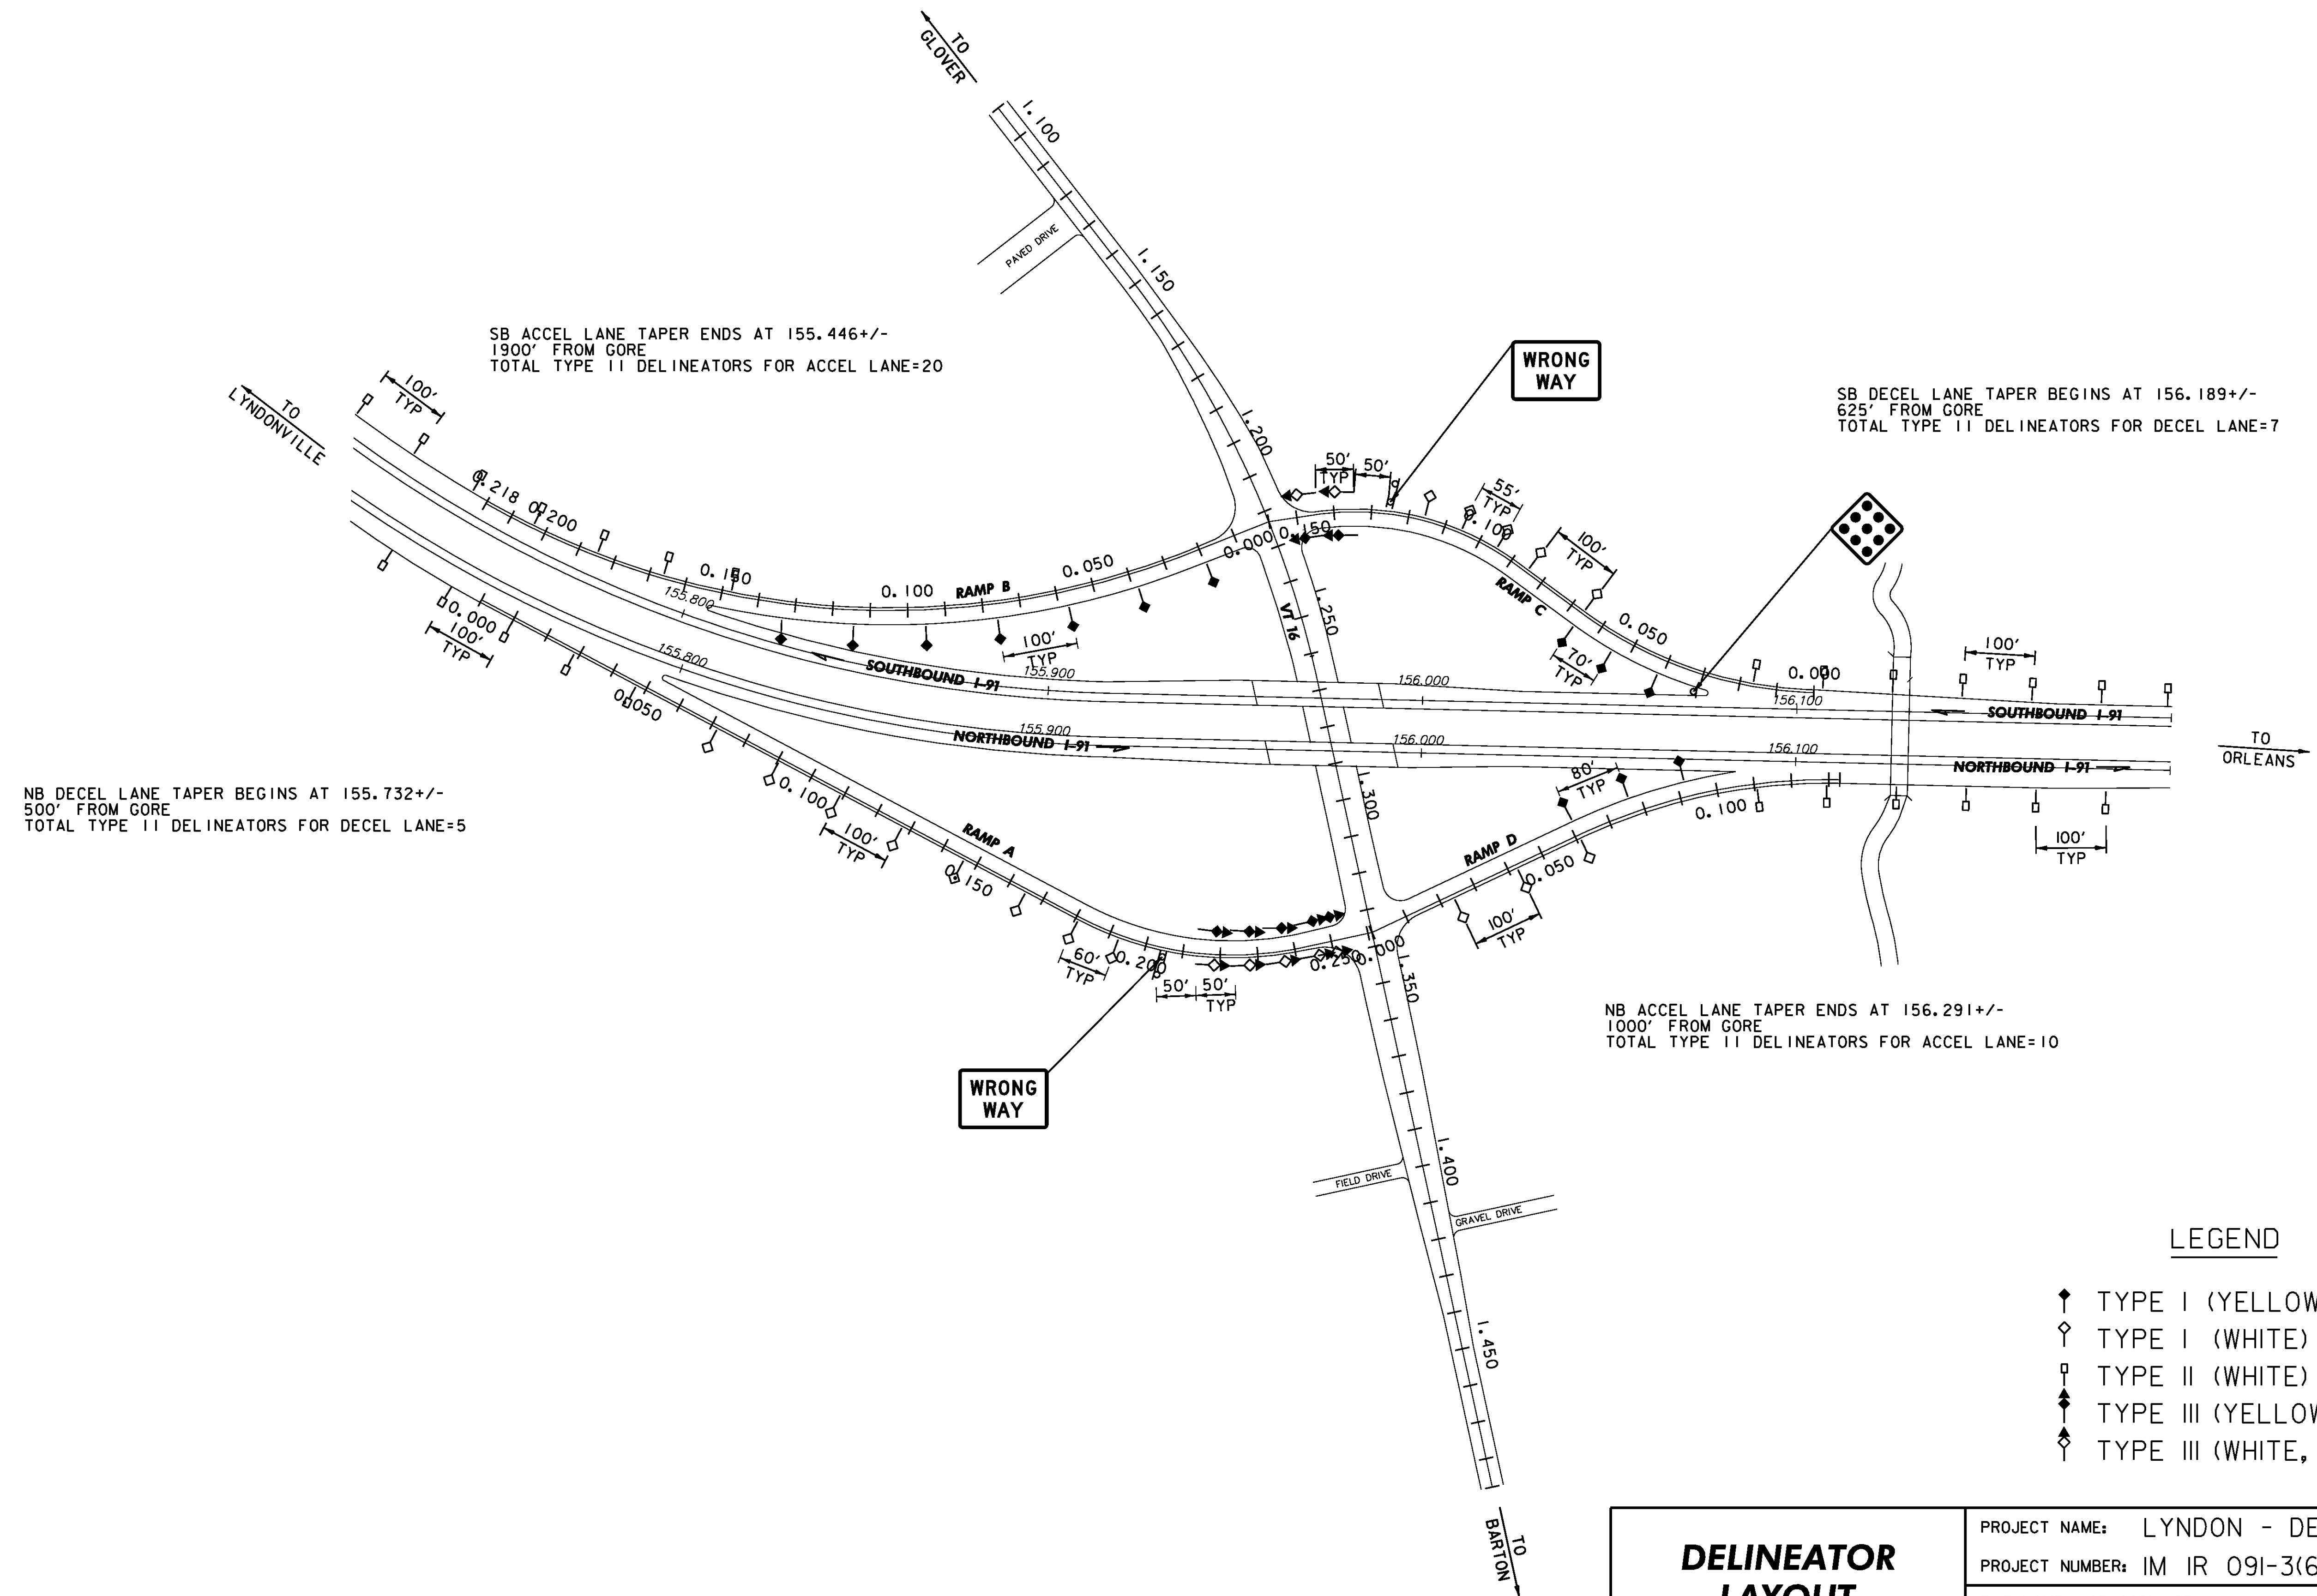 TO
GLOVER
1.100
PAVED DRIVE
1.150
SB ACCEL LANE TAPER ENDS AT 155.446+/-
1900' FROM GORE
TOTAL TYPE II DELINEATORS FOR ACCEL LANE=20
WRONG
WAY
SB DECEL LANE TAPER BEGINS AT 156.189+/-
625' FROM GORE
TOTAL TYPE II DELINEATORS FOR DECEL LANE=7
100'
TYP
TO
LYNDONVILLE
1.200
50'
TYP
50'
55'
TYP
0.218
0.200
0.150
0.100
RAMP B
0.050
0.000
0.150
0.100
100'
TYP
RAMP C
0.050
0.000
100'
TYP
155.800
VT 16
1.250
70'
TYP
0.000
100'
TYP
155.800
SOUTHBOUND I-91
155.900
100'
TYP
156.000
156.100
SOUTHBOUND I-91
0.050
155.900
NORTHBOUND I-91
156.000
156.100
NORTHBOUND I-91
TO
ORLEANS
NB DECEL LANE TAPER BEGINS AT 155.732+/-
500' FROM GORE
TOTAL TYPE II DELINEATORS FOR DECEL LANE=5
0.100
100'
TYP
RAMP A
0.150
1.300
80'
TYP
RAMP D
0.050
0.100
100'
TYP
100'
TYP
60'
TYP
0.200
50'
50'
TYP
0.250
0.000
1.350
NB ACCEL LANE TAPER ENDS AT 156.291+/-
1000' FROM GORE
TOTAL TYPE II DELINEATORS FOR ACCEL LANE=10
WRONG
WAY
1.400
FIELD DRIVE
GRAVEL DRIVE
1.450
LEGEND
TYPE I (YELLOW
TYPE I (WHITE)
TYPE II (WHITE)
TYPE III (YELLOW
TYPE III (WHITE,
TO
BARTON
DELINEATOR
LAYOUT
PROJECT NAME: LYNDON - DE
PROJECT NUMBER: IM IR 091-3(6